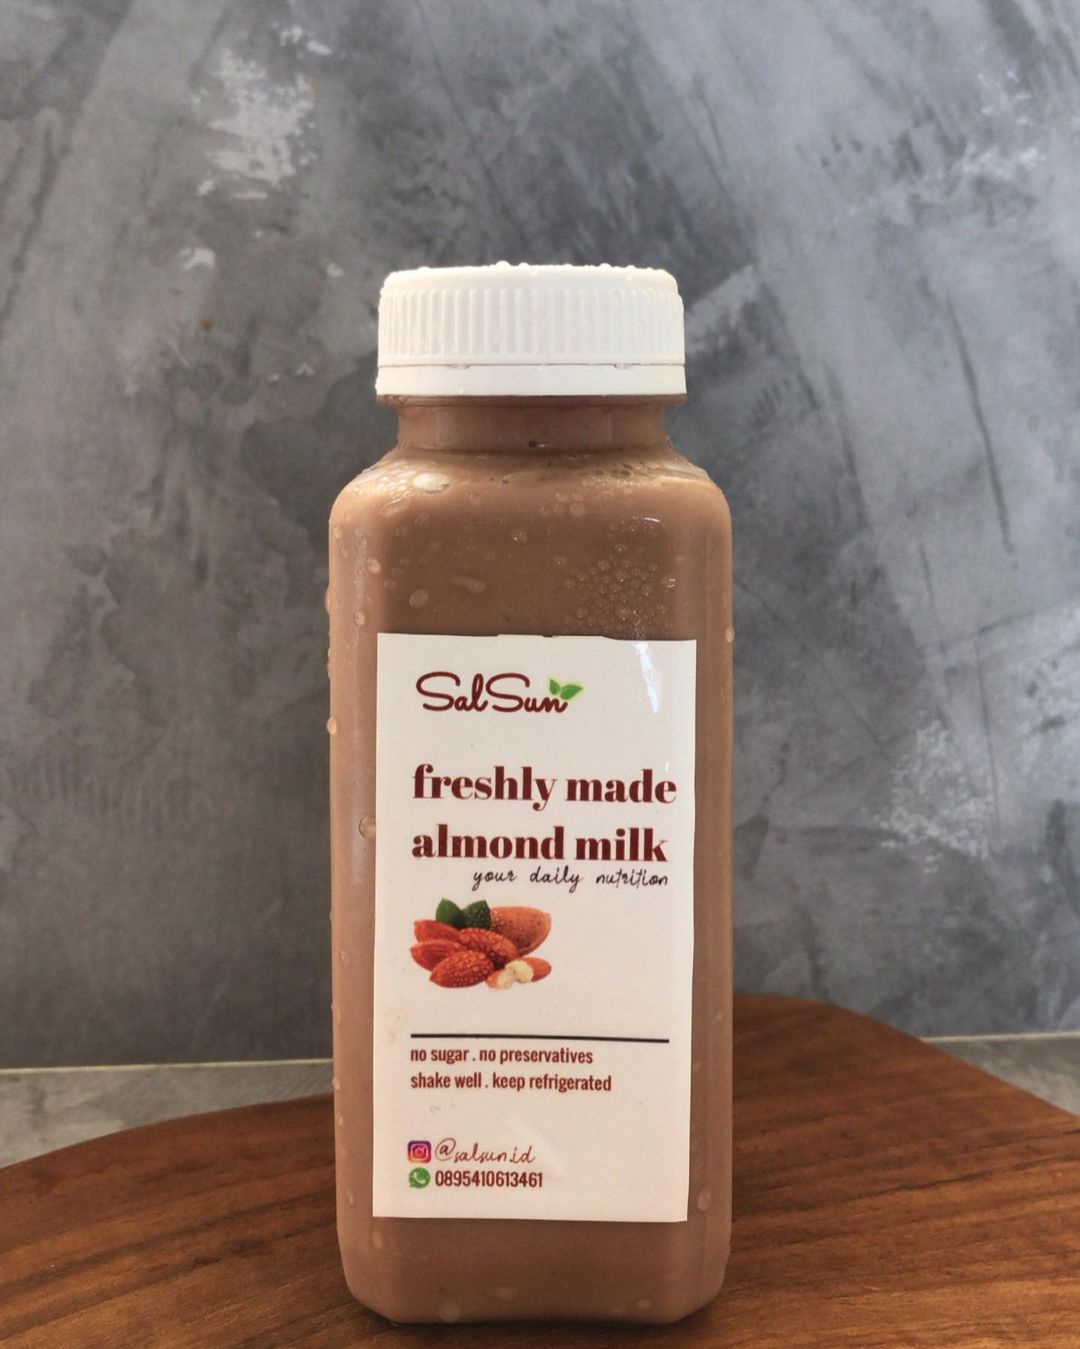 SalSun
freshly made
almond milk
your daily nutrition
no sugar . no preservatives
shake well . keep refrigerated
@salsun.id
0895410613461